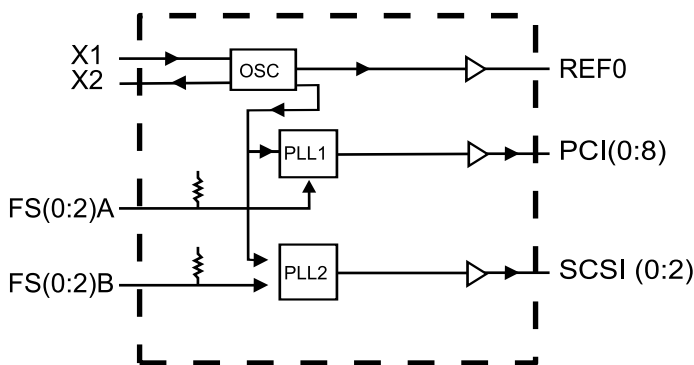 X1
X2
OSC
REF0
PLL1
PCI(0:8)
FS(0:2)A
PLL2
SCSI (0:2)
FS(0:2)B